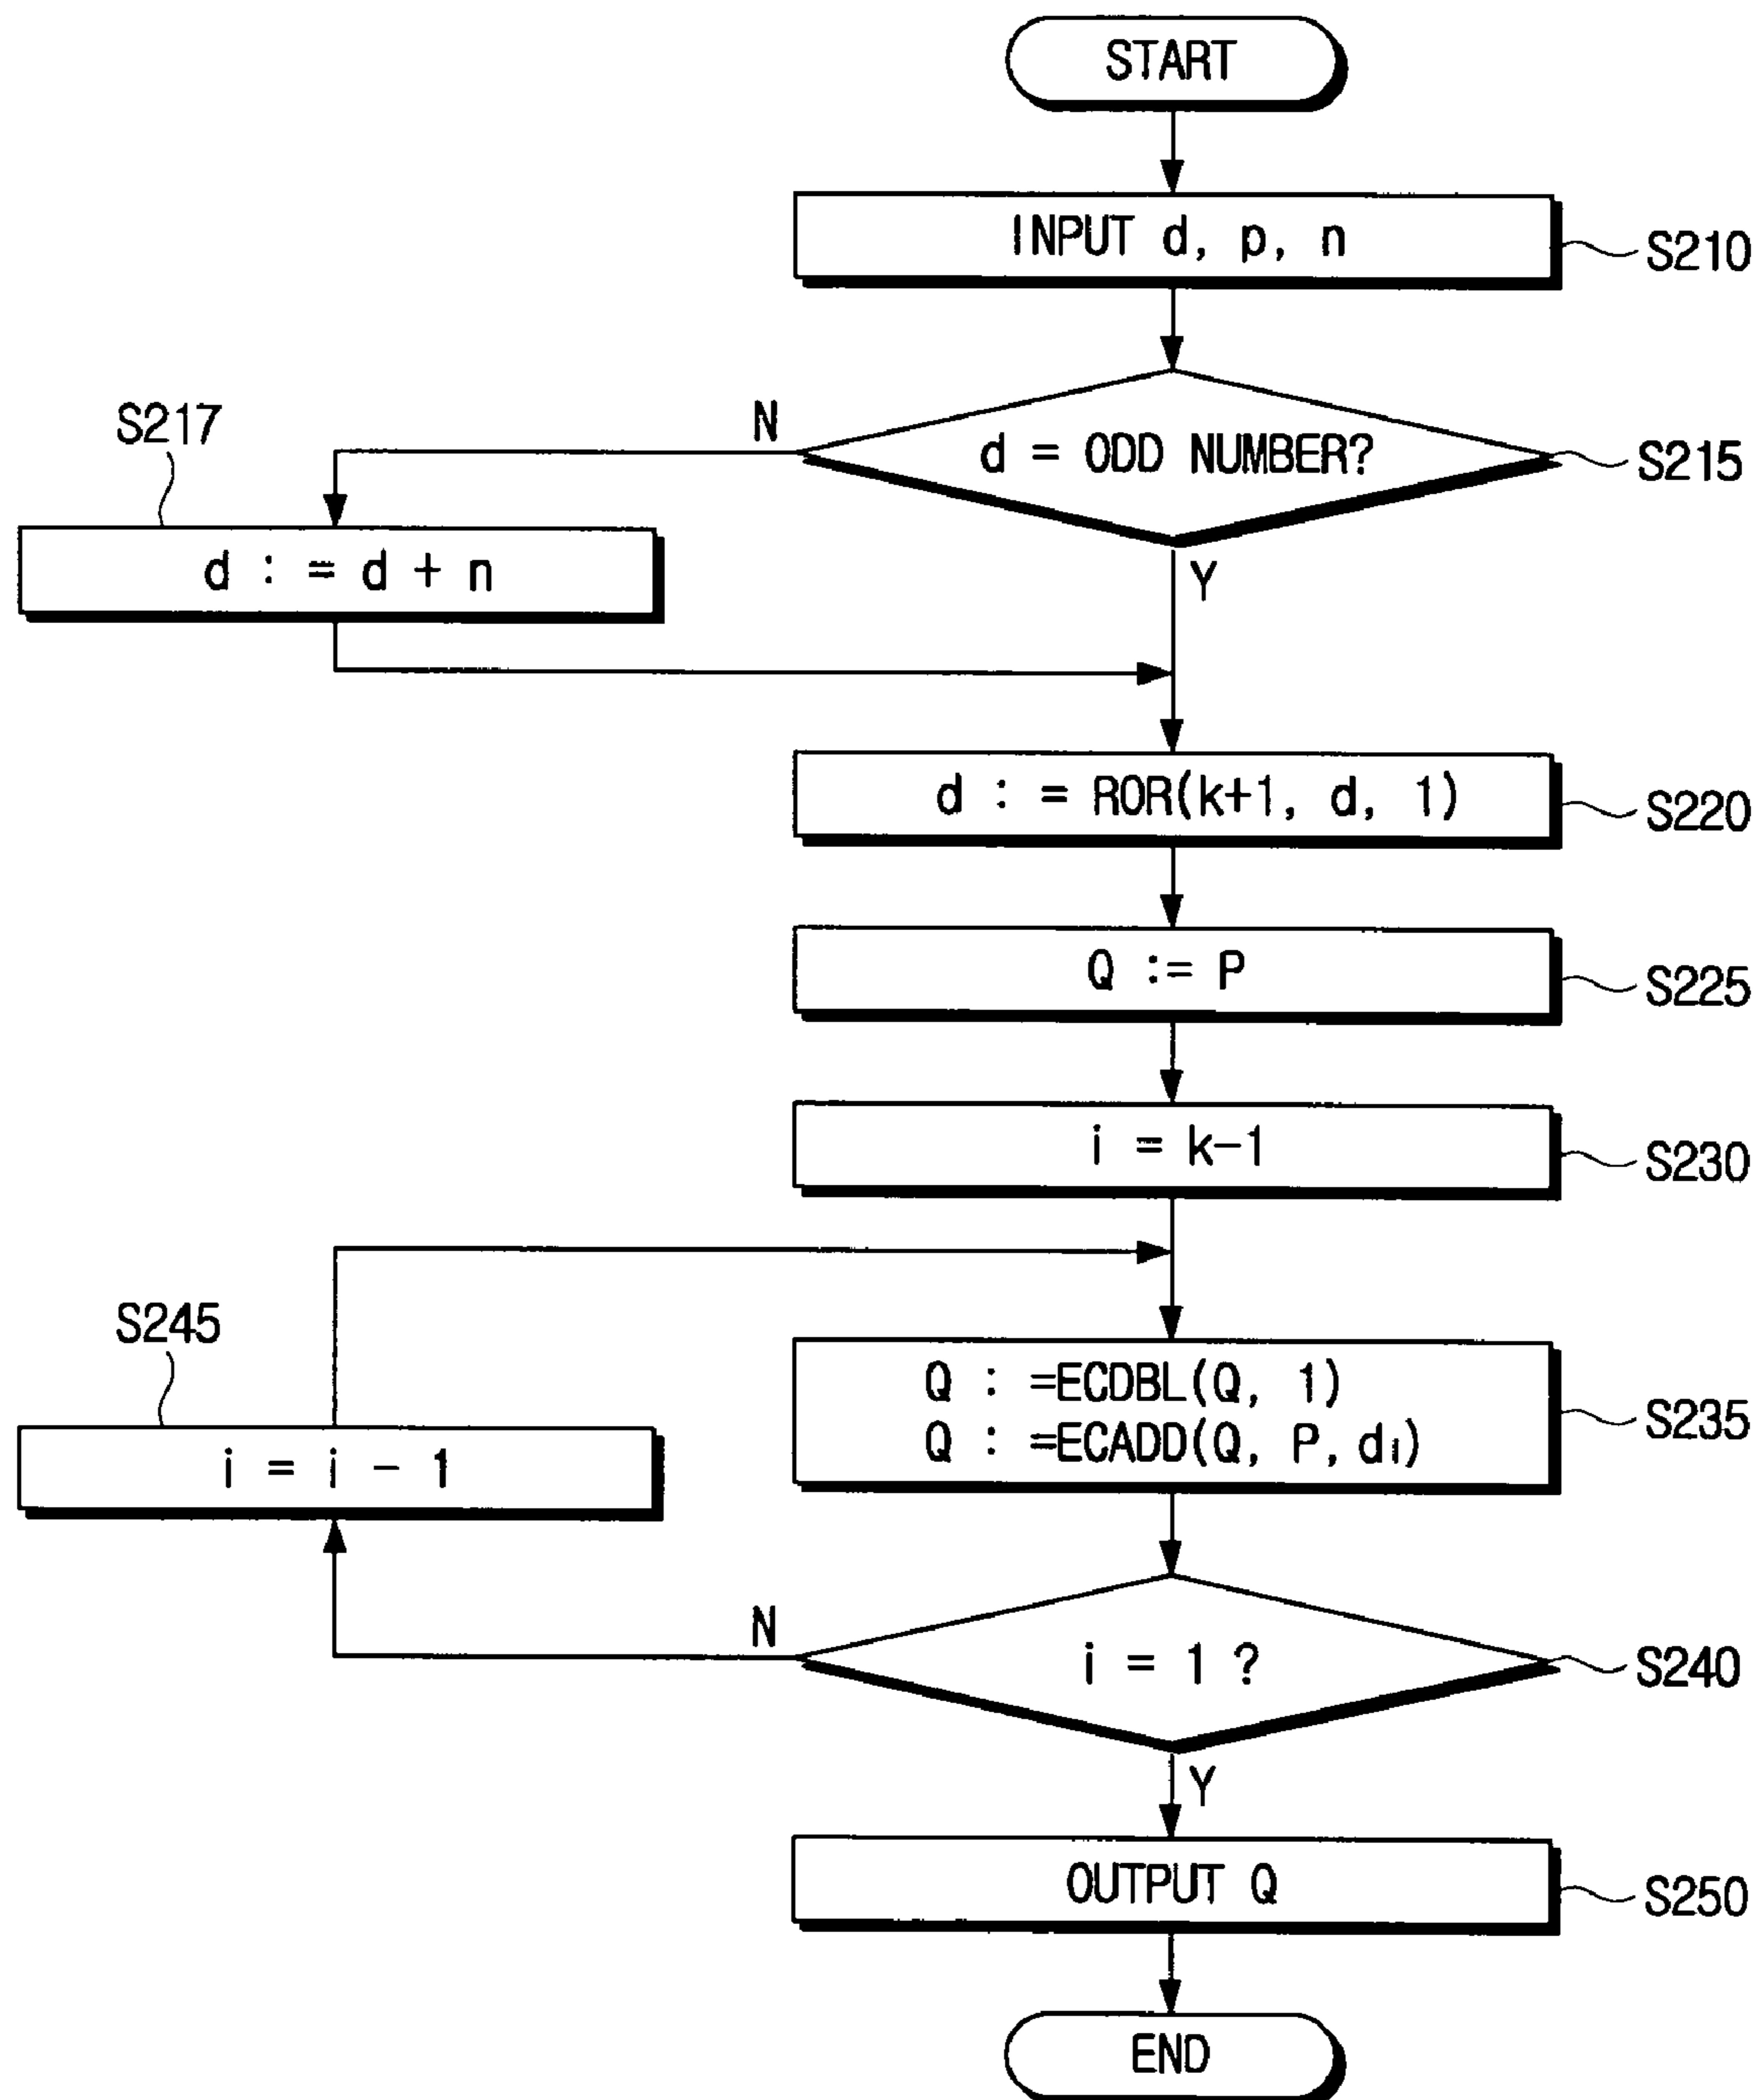 START
INPUT d, p, n
S210
S217
N
d = ODD NUMBER?
S215
d : = d + n
Y
d : = ROR(k+1, d, 1)
S220
Q := P
S225
i = k-1
S230
S245
Q : =ECDBL(Q, 1)
Q : =ECADD(Q, P, di)
S235
i = i - 1
N
i = 1 ?
S240
Y
OUTPUT Q
S250
END